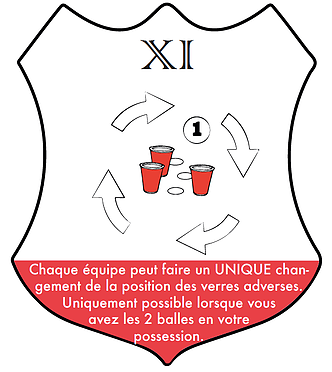 XI
1
Chaque équipe peut faire un UNIQUE chan-
gement de la position des verres adverses.
Uniquement possible lorsque vous
avez les 2 balles en votre
possession.